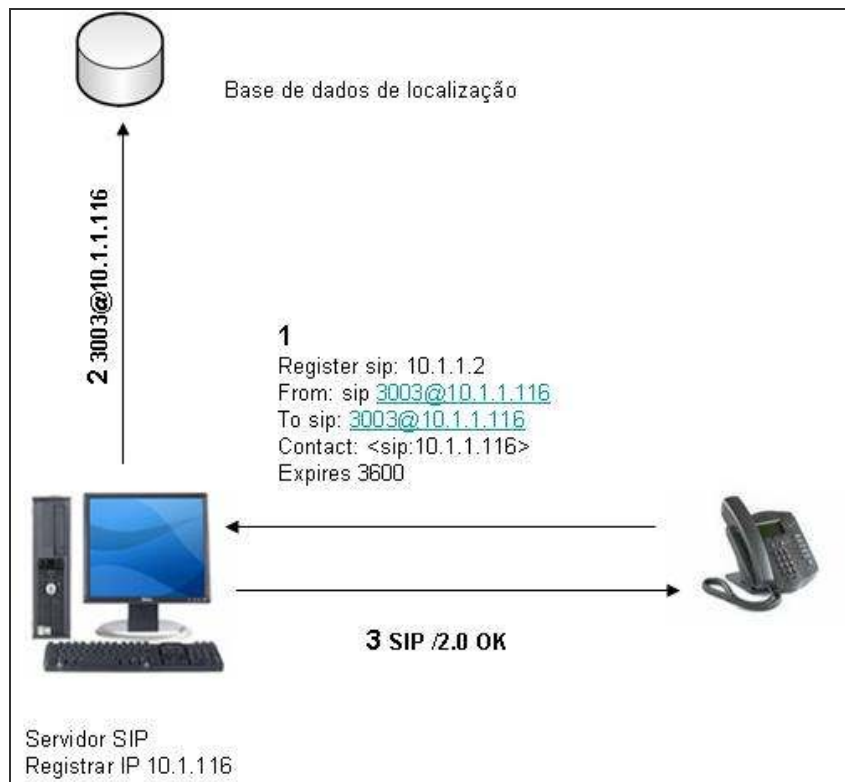 Base de dados de localização
2 3003@10.1.1.116
1
Register sip: 10.1.1.2
From: sip 3003@10.1.1.116
To sip: 3003@10.1.1.116
Contact: <sip:10.1.1.116>
Expires 3600
3 SIP /2.0 OK
Servidor SIP
Registrar IP 10.1.116